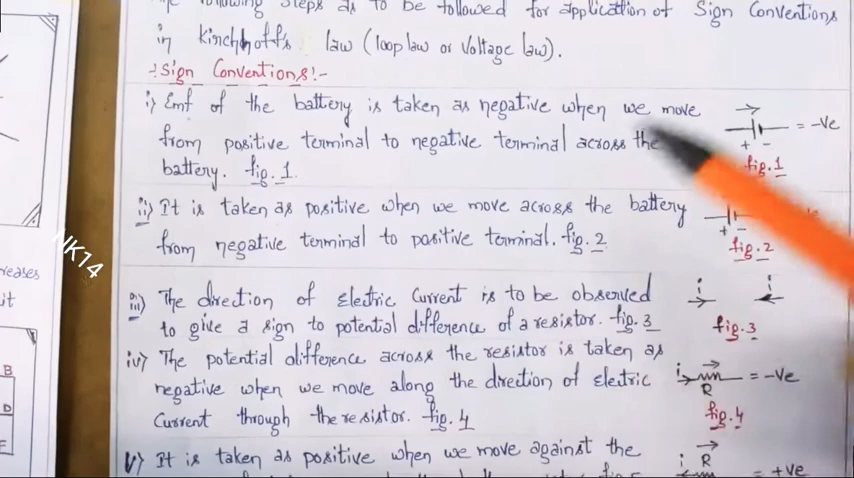 The following steps as to be followed for application of Sign Conventions
in kirchhoff's law (loop law or Voltage law).
-:Sign Conventions:-
i) Emf of the battery is taken as negative when we move
from positive terminal to negative terminal across the
battery. fig.1.
= -ve
+ -
fig.1
ii) It is taken as positive when we move across the battery
from negative terminal to positive terminal. fig.2
+
fig.2
iii) The direction of Electric Current is to be observed
to give a sign to potential difference of a resistor. fig.3
i i
fig.3
iv) The potential difference across the resistor is taken as
negative when we move along the direction of electric
Current through the resistor. fig.4
i R = -ve
fig.4
v) It is taken as positive when we move against the
i R = +ve
NK14
reases
it
B
D